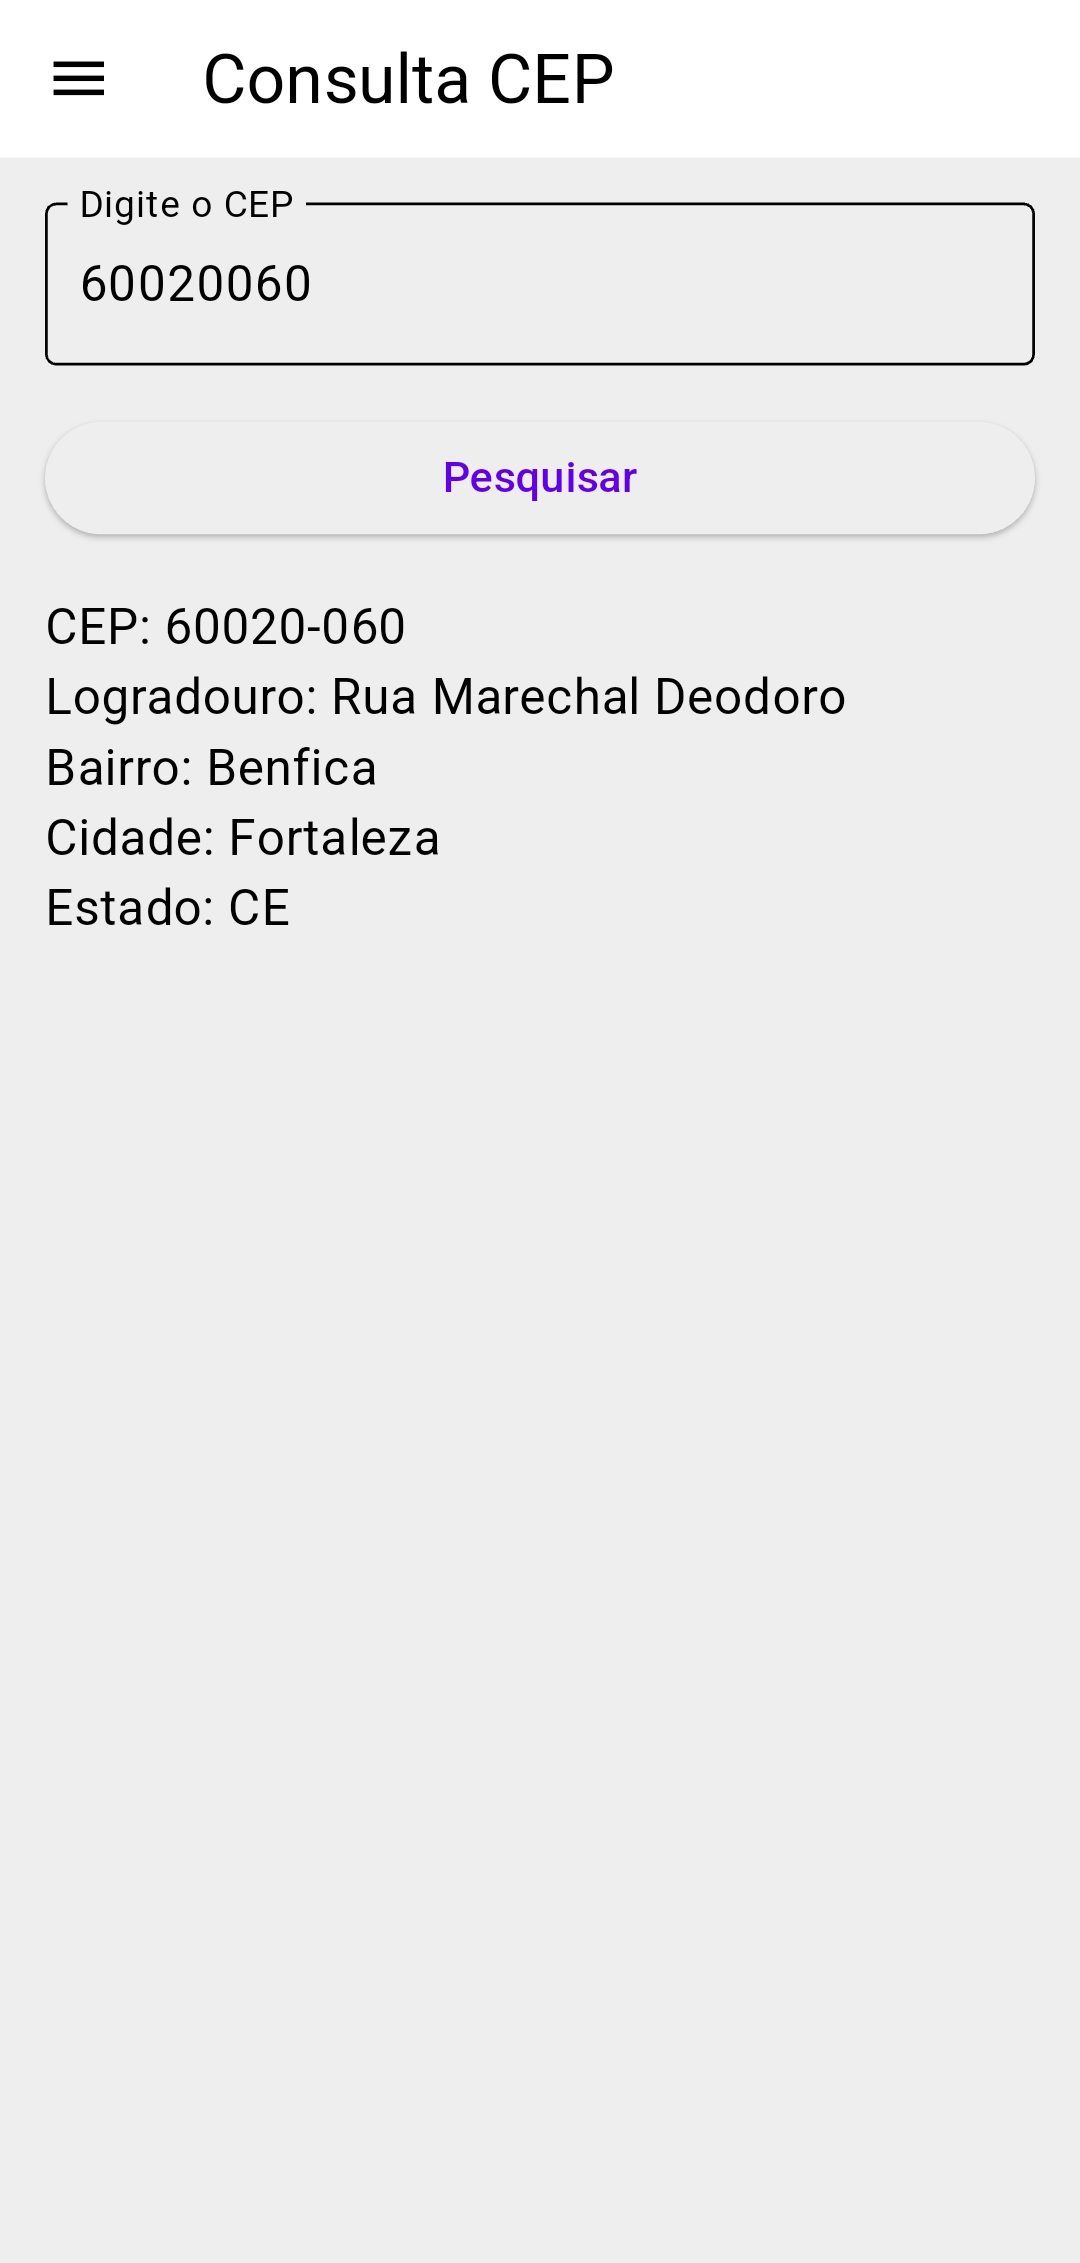 Consulta CEP
Digite o CEP
60020060
Pesquisar
CEP: 60020-060
Logradouro: Rua Marechal Deodoro
Bairro: Benfica
Cidade: Fortaleza
Estado: CE